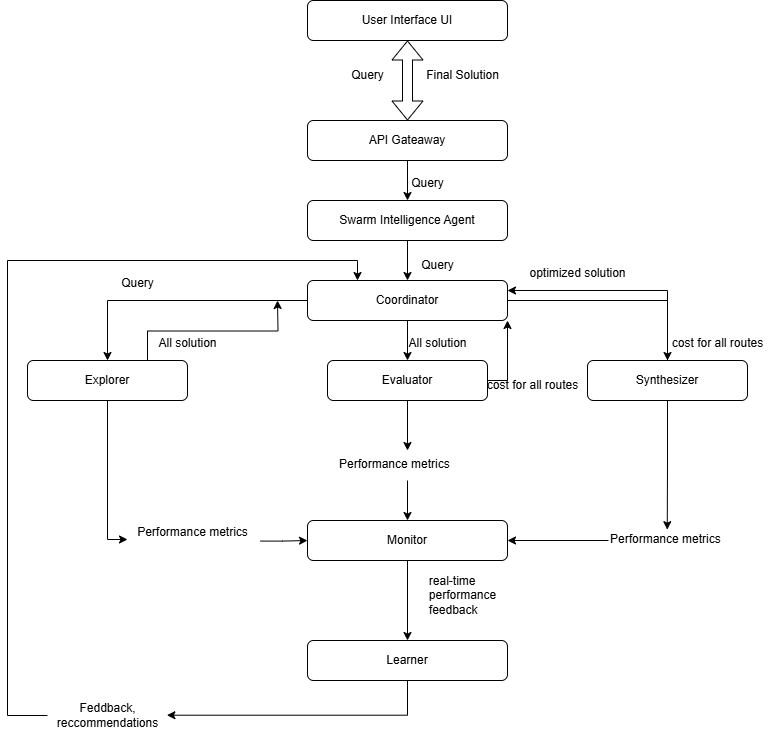 User Interface UI
Query
Final Solution
API Gateaway
Query
Swarm Intelligence Agent
Query
optimized solution
Query
Coordinator
All solution
All solution
cost for all routes
Explorer
Evaluator
cost for all routes
Synthesizer
Performance metrics
Performance metrics
Monitor
Performance metrics
real-time
performance
feedback
Learner
Feddback,
reccommendations